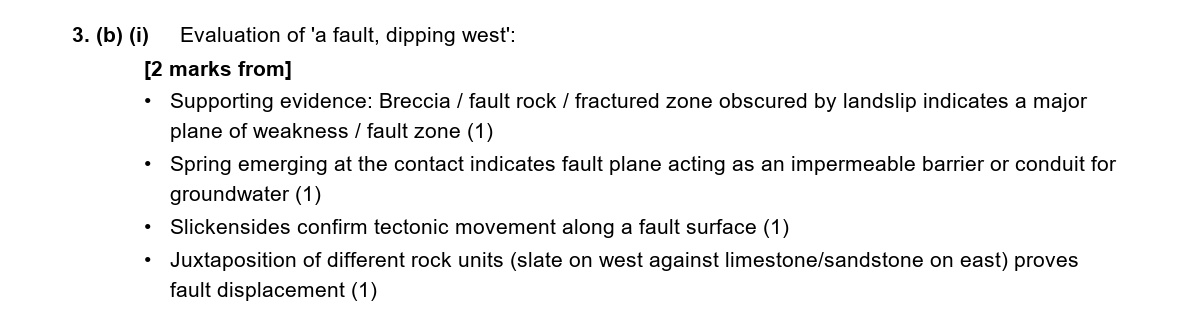 3. (b) (i) Evaluation of 'a fault, dipping west':
[2 marks from]
• Supporting evidence: Breccia / fault rock / fractured zone obscured by landslip indicates a major
plane of weakness / fault zone (1)
• Spring emerging at the contact indicates fault plane acting as an impermeable barrier or conduit for
groundwater (1)
• Slickensides confirm tectonic movement along a fault surface (1)
• Juxtaposition of different rock units (slate on west against limestone/sandstone on east) proves
fault displacement (1)